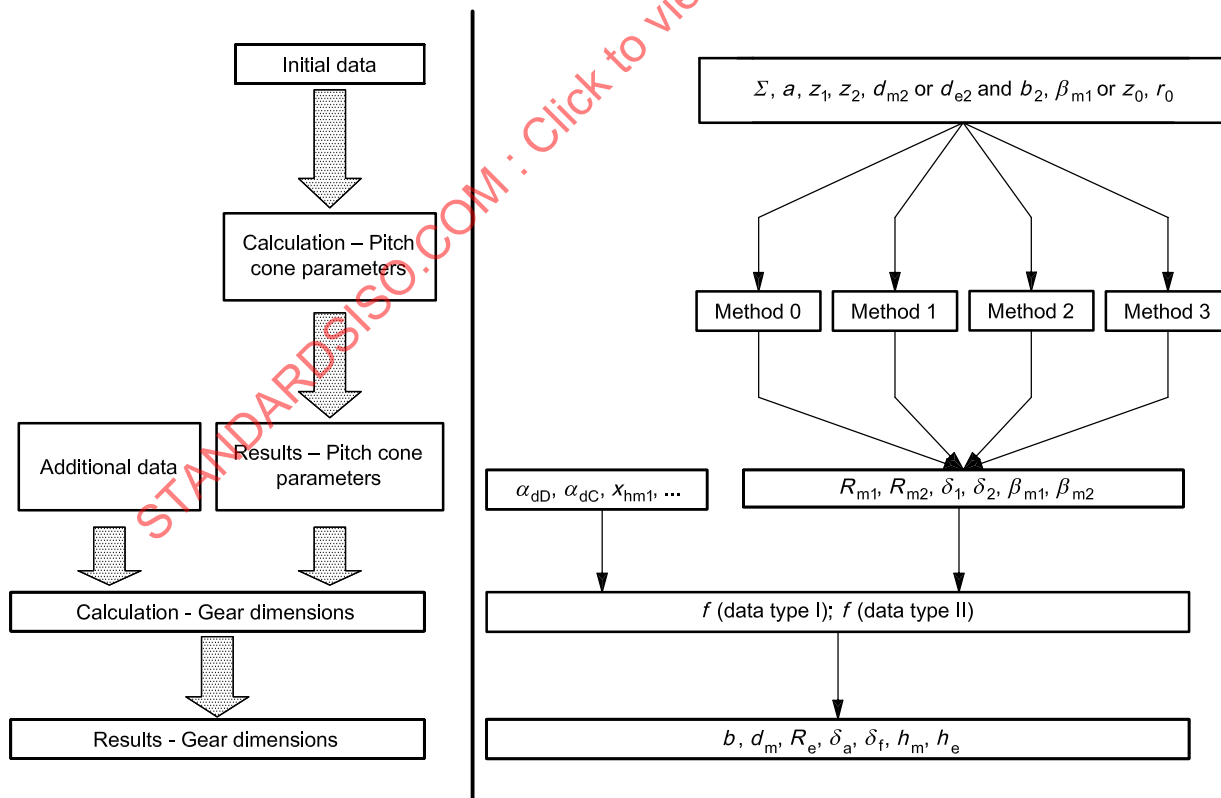 Initial data
Calculation – Pitch
cone parameters
Additional data
Results – Pitch cone
parameters
Calculation - Gear dimensions
Results - Gear dimensions
STANDARDSISO.COM : Click to vie
Σ, a, z1, z2, dm2 or de2 and b2, βm1 or z0, r0
Method 0
Method 1
Method 2
Method 3
αdD, αdC, xhm1, ...
Rm1, Rm2, δ1, δ2, βm1, βm2
f (data type I); f (data type II)
b, dm, Re, δa, δf, hm, he